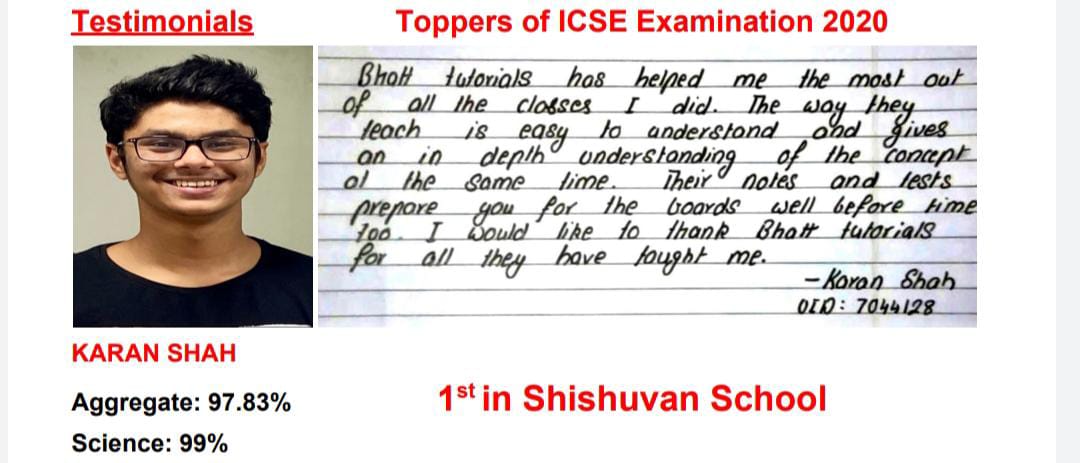 Testimonials
Toppers of ICSE Examination 2020
Bhatt tutorials has helped me the most out
of all the classes I did. The way they
teach is easy to understand and gives
an in depth understanding of the concept
at the same time. Their notes and tests
prepare you for the boards well before time
too. I would like to thank Bhatt tutorials
for all they have taught me.
- Karan Shah
OID: 7044128
KARAN SHAH
Aggregate: 97.83%
1st in Shishuvan School
Science: 99%